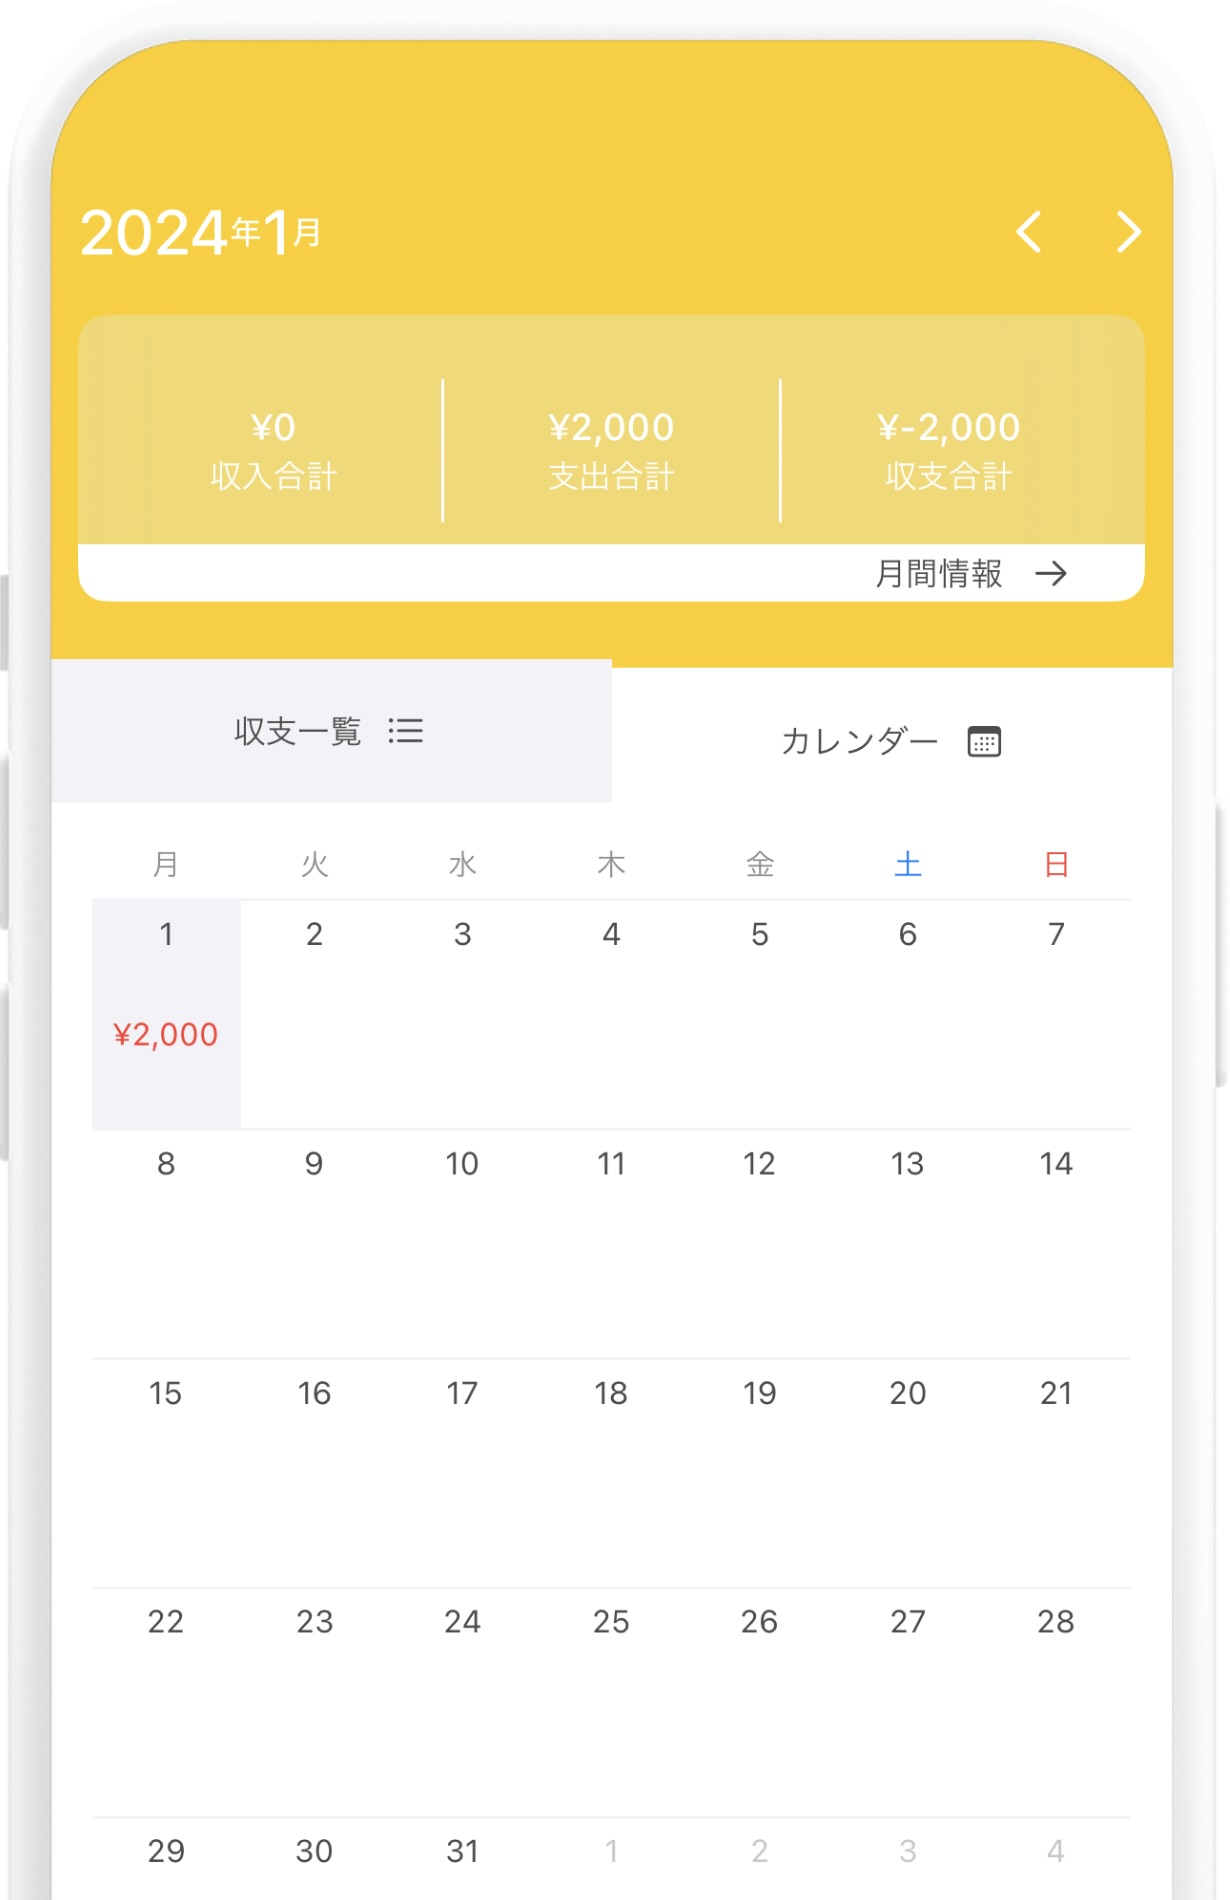 2024年1月
¥0 ¥2,000 ¥-2,000
収入合計 支出合計 収支合計
月間情報 →
収支一覧 カレンダー
月 火 水 木 金 土 日
1 2 3 4 5 6 7
¥2,000
8 9 10 11 12 13 14
15 16 17 18 19 20 21
22 23 24 25 26 27 28
29 30 31 1 2 3 4